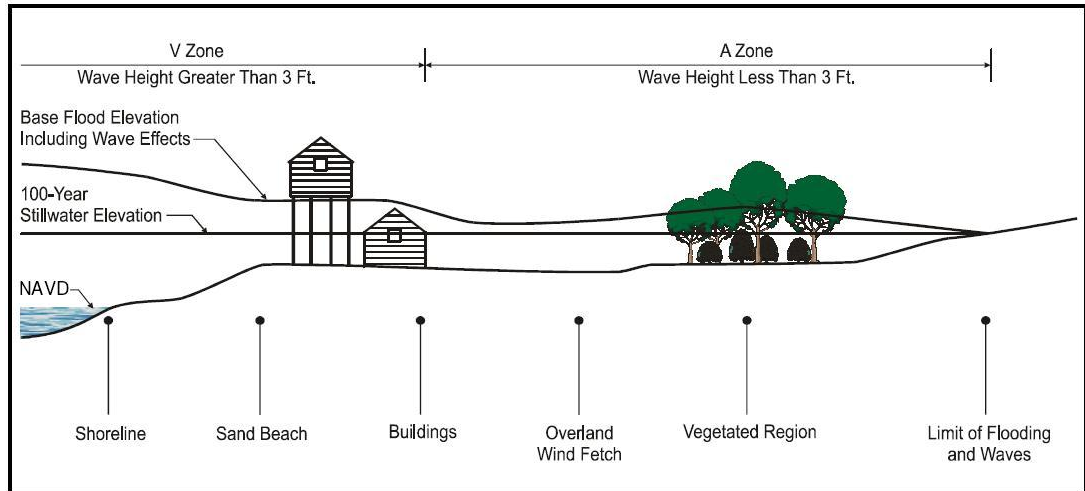 V Zone
Wave Height Greater Than 3 Ft.
A Zone
Wave Height Less Than 3 Ft.
Base Flood Elevation
Including Wave Effects
100-Year
Stillwater Elevation
NAVD
Shoreline
Sand Beach
Buildings
Overland
Wind Fetch
Vegetated Region
Limit of Flooding
and Waves